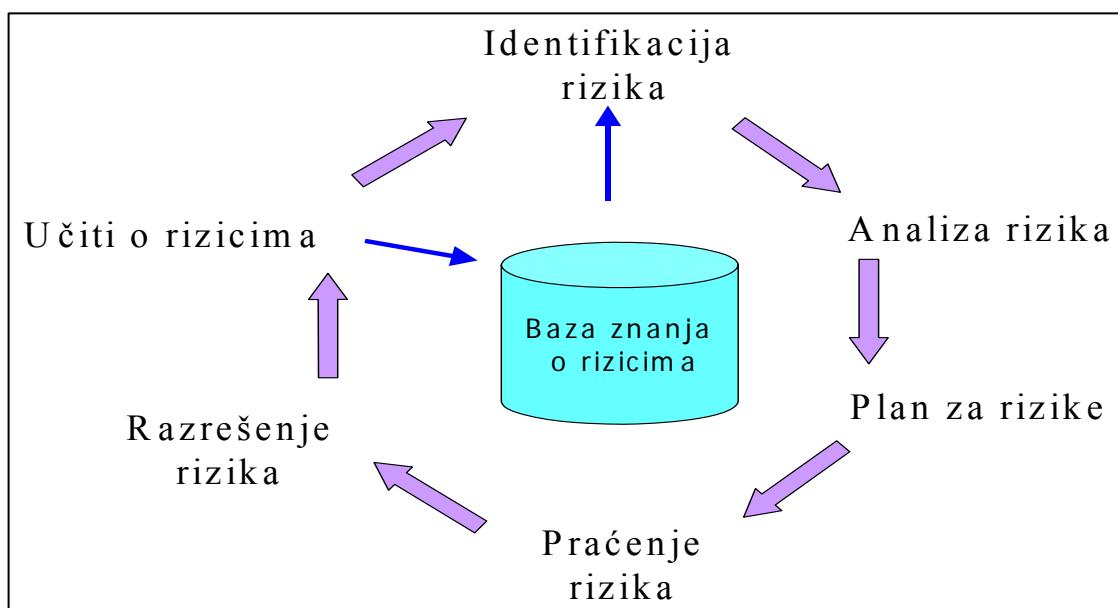 Identifikacija
rizika
Učiti o rizicima
Analiza rizika
Baza znanja
o rizicima
Plan za rizike
Razrešenje
rizika
Praćenje
rizika